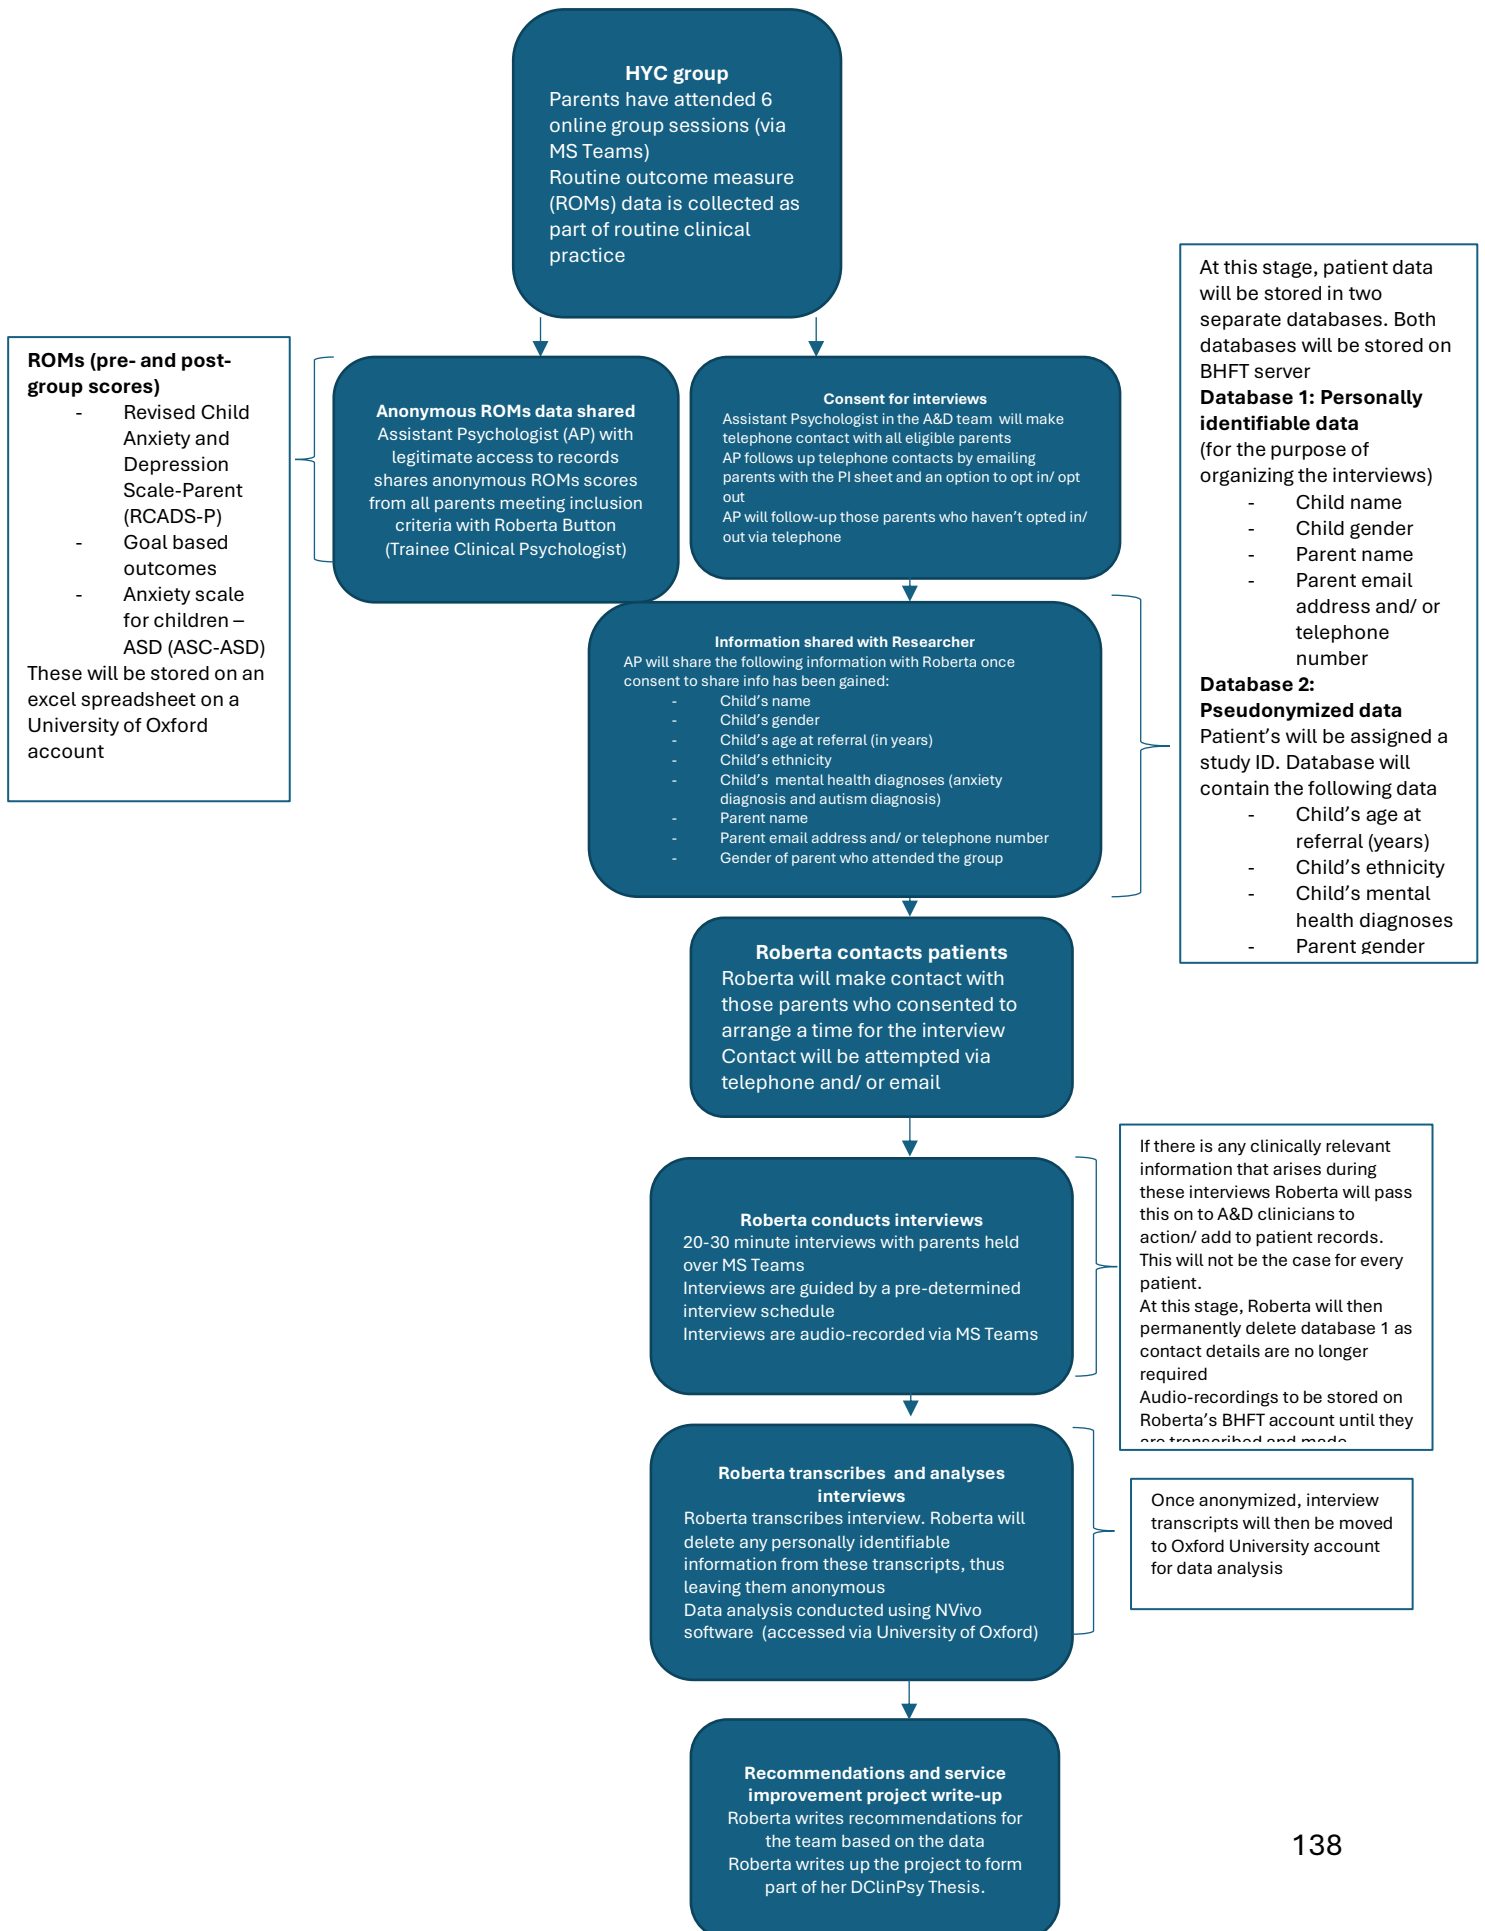 HYC group
Parents have attended 6
online group sessions (via
MS Teams)
Routine outcome measure
(ROMs) data is collected as
part of routine clinical
practice
ROMs (pre- and post-
group scores)
- Revised Child
Anxiety and
Depression
Scale-Parent
(RCADS-P)
- Goal based
outcomes
- Anxiety scale
for children –
ASD (ASC-ASD)
These will be stored on an
excel spreadsheet on a
University of Oxford
account
Anonymous ROMs data shared
Assistant Psychologist (AP) with
legitimate access to records
shares anonymous ROMs scores
from all parents meeting inclusion
criteria with Roberta Button
(Trainee Clinical Psychologist)
Consent for interviews
Assistant Psychologist in the A&D team will make
telephone contact with all eligible parents
AP follows up telephone contacts by emailing
parents with the PI sheet and an option to opt in/ opt
out
AP will follow-up those parents who haven't opted in/
out via telephone
At this stage, patient data
will be stored in two
separate databases. Both
databases will be stored on
BHFT server
Database 1: Personally
identifiable data
(for the purpose of
organizing the interviews)
- Child name
- Child gender
- Parent name
- Parent email
address and/ or
telephone
number
Database 2:
Pseudonymized data
Patient's will be assigned a
study ID. Database will
contain the following data
- Child's age at
referral (years)
- Child's ethnicity
- Child's mental
health diagnoses
- Parent gender
Information shared with Researcher
AP will share the following information with Roberta once
consent to share info has been gained:
- Child's name
- Child's gender
- Child's age at referral (in years)
- Child's ethnicity
- Child's mental health diagnoses (anxiety
diagnosis and autism diagnosis)
- Parent name
- Parent email address and/ or telephone number
- Gender of parent who attended the group
Roberta contacts patients
Roberta will make contact with
those parents who consented to
arrange a time for the interview
Contact will be attempted via
telephone and/ or email
Roberta conducts interviews
20-30 minute interviews with parents held
over MS Teams
Interviews are guided by a pre-determined
interview schedule
Interviews are audio-recorded via MS Teams
If there is any clinically relevant
information that arises during
these interviews Roberta will pass
this on to A&D clinicians to
action/ add to patient records.
This will not be the case for every
patient.
At this stage, Roberta will then
permanently delete database 1 as
contact details are no longer
required
Audio-recordings to be stored on
Roberta's BHFT account until they
are transcribed and made
Roberta transcribes and analyses
interviews
Roberta transcribes interview. Roberta will
delete any personally identifiable
information from these transcripts, thus
leaving them anonymous
Data analysis conducted using NVivo
software (accessed via University of Oxford)
Once anonymized, interview
transcripts will then be moved
to Oxford University account
for data analysis
Recommendations and service
improvement project write-up
Roberta writes recommendations for
the team based on the data
Roberta writes up the project to form
part of her DClinPsy Thesis.
138